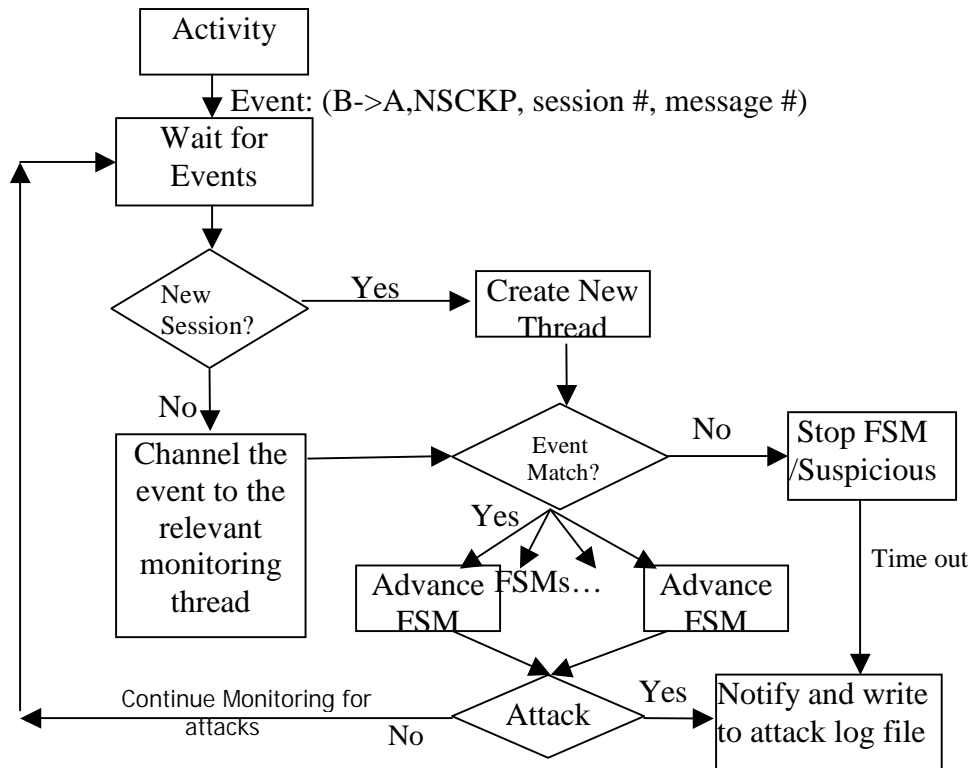 Activity
Event: (B->A,NSCKP, session #, message #)
Wait for
Events
New
Session?
Yes
Create New
Thread
No
Channel the
event to the
relevant
monitoring
thread
Event
Match?
No
Stop FSM
/Suspicious
Yes
FSMs…
Advance
FSM
Advance
FSM
Time out
Continue Monitoring for
attacks
No
Attack
Yes
Notify and write
to attack log file